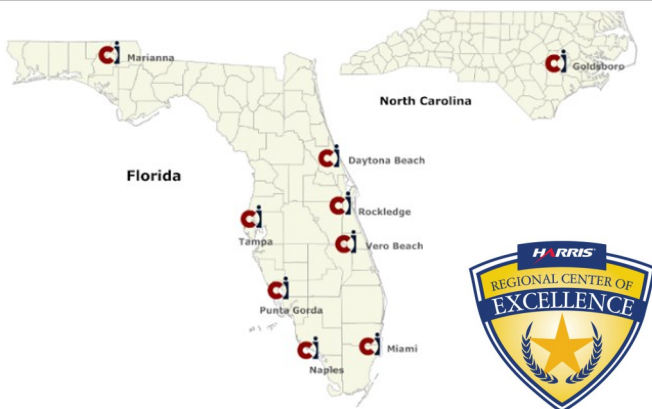 Marianna
Goldsboro
North Carolina
Daytona Beach
Florida
Rockledge
Tampa
Vero Beach
HARRIS
REGIONAL CENTER OF
EXCELLENCE
Punta Gorda
Miami
Naples